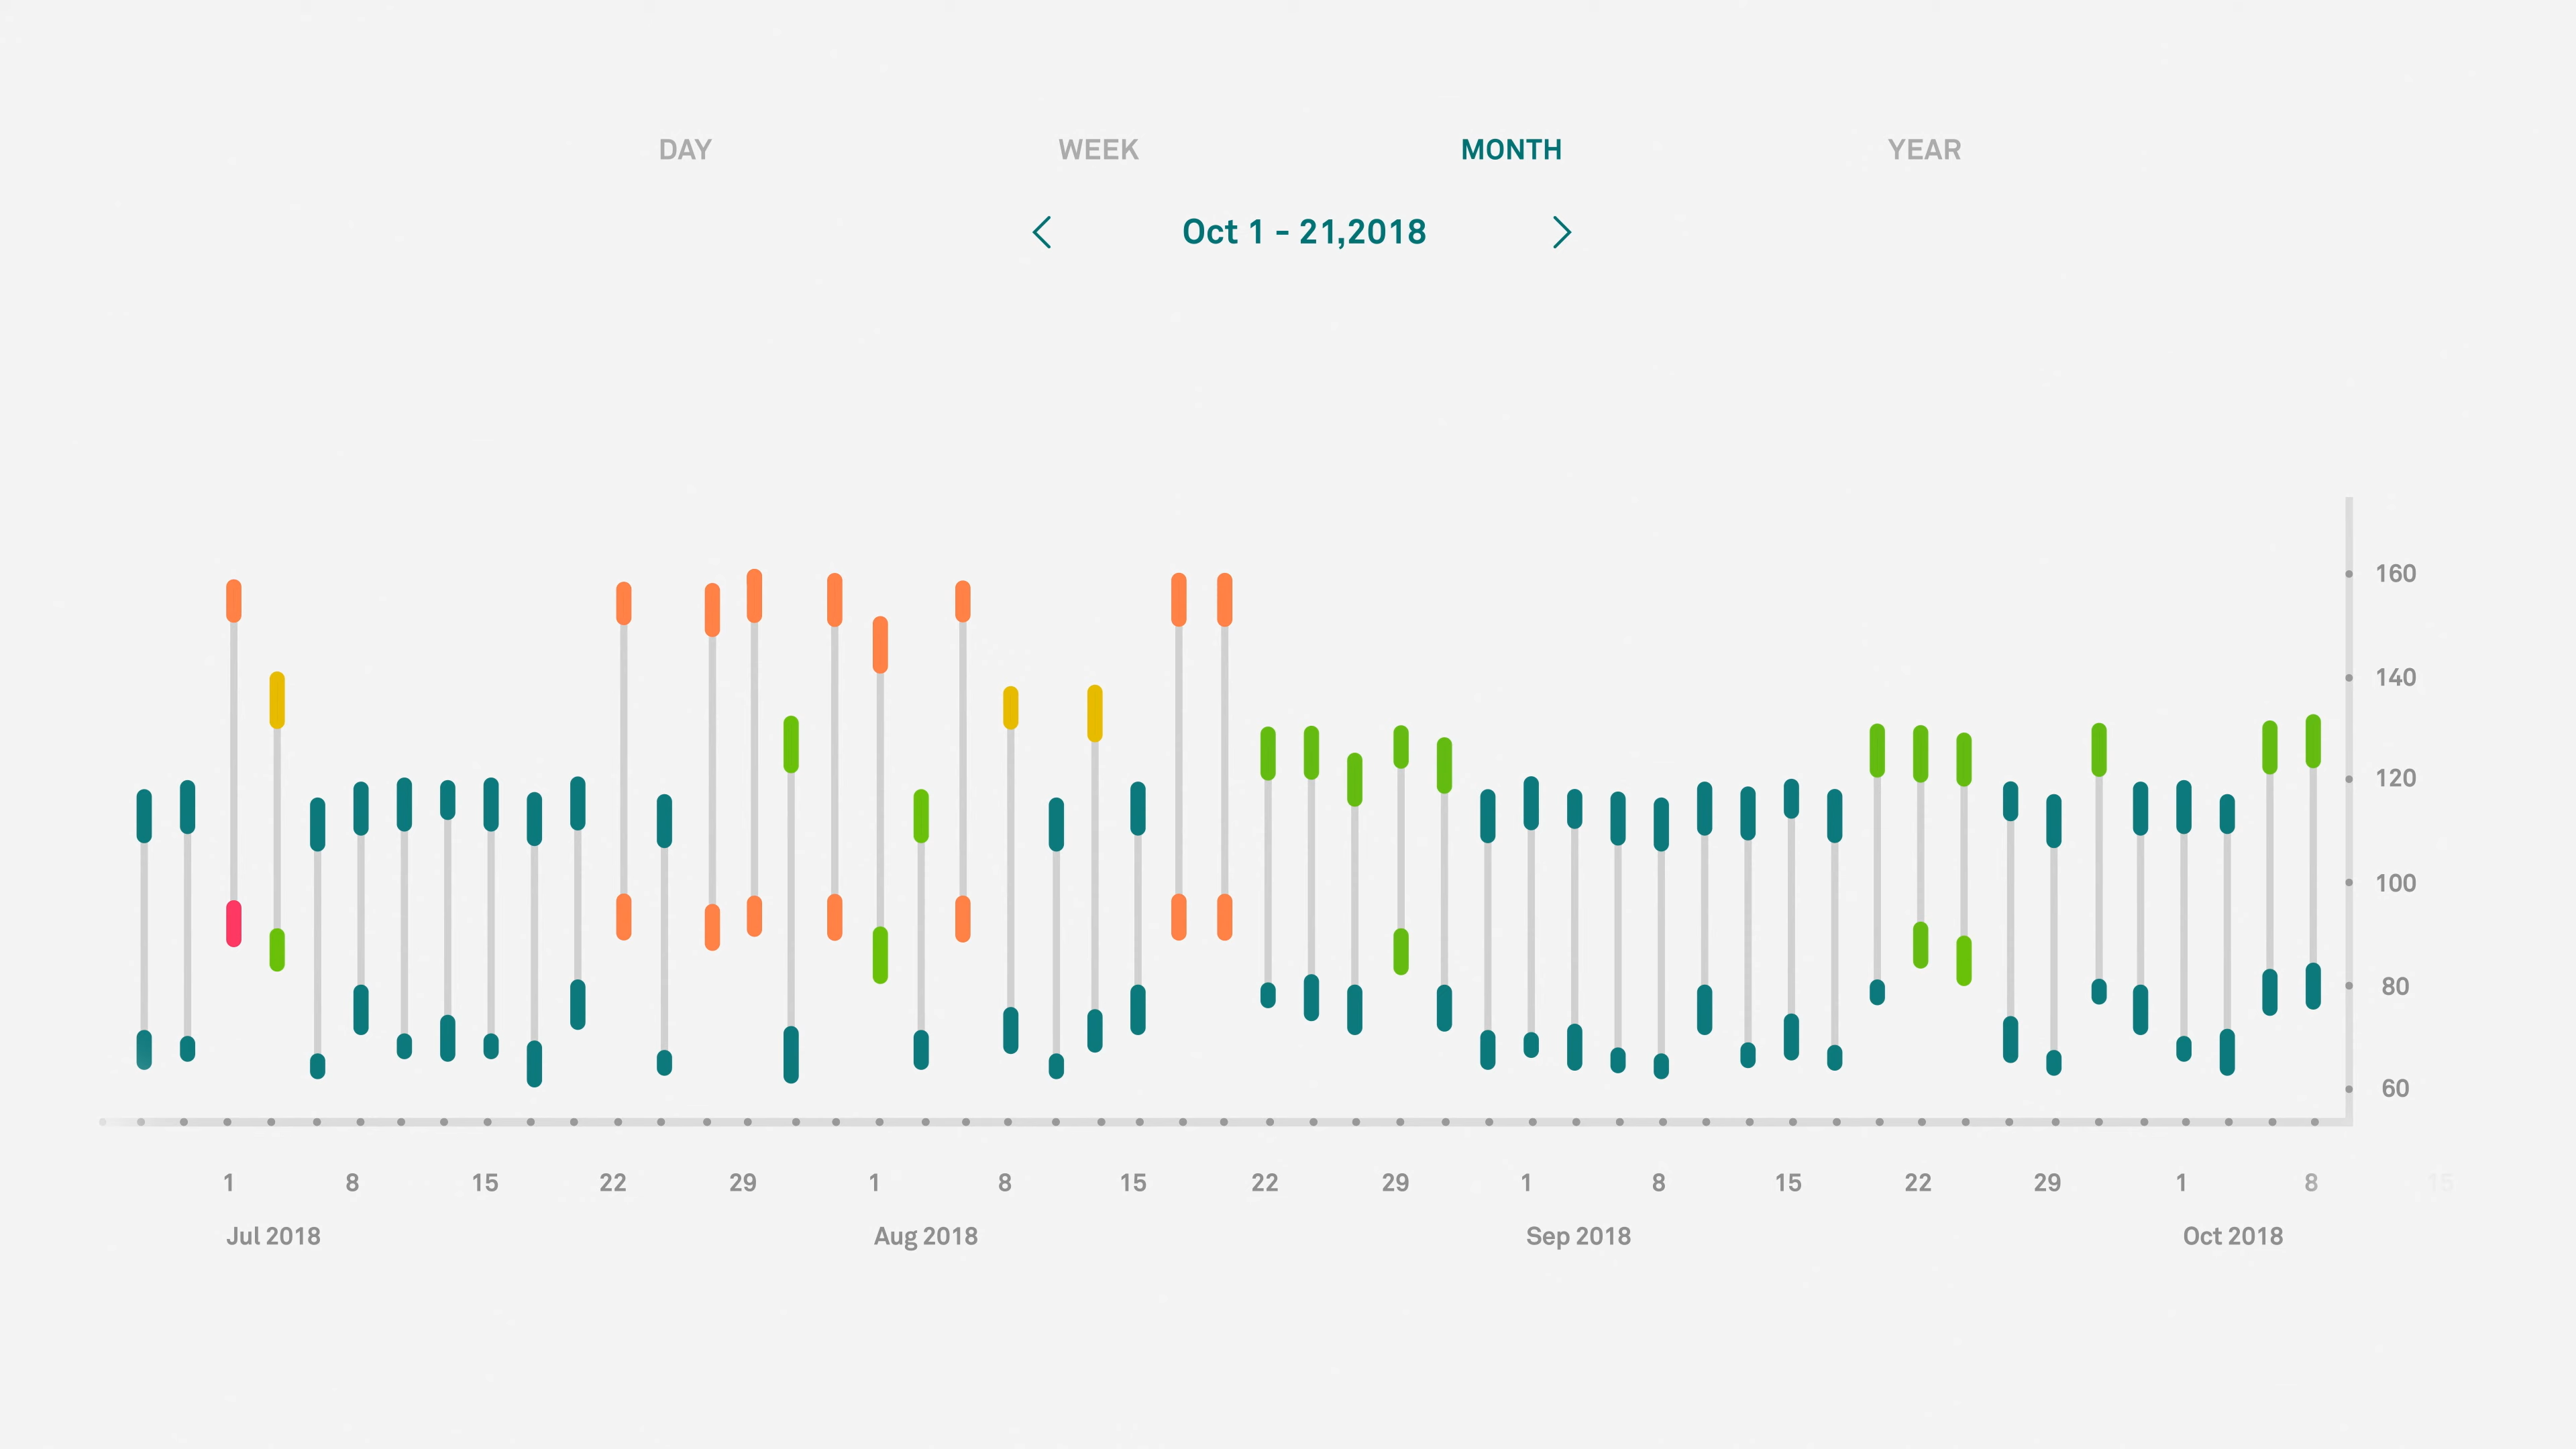 DAY WEEK MONTH YEAR
Oct 1 - 21,2018
160
140
120
100
80
60
1 8 15 22 29 1 8 15 22 29 1 8 15 22 29 1 8 15
Jul 2018 Aug 2018 Sep 2018 Oct 2018